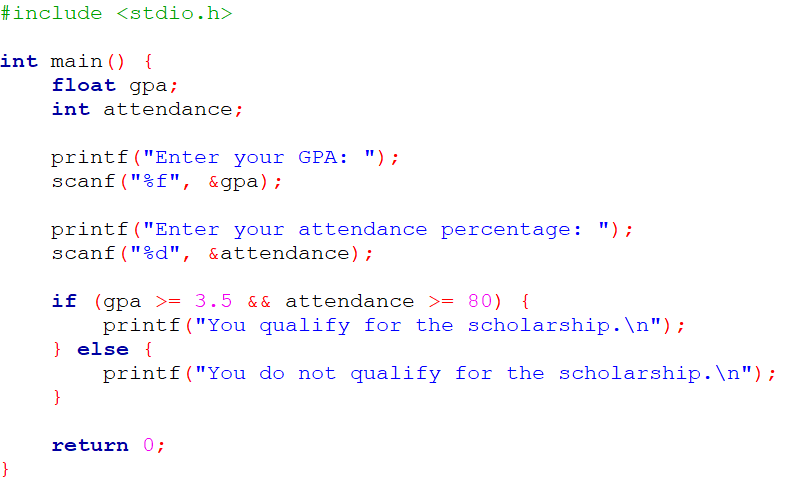 #include <stdio.h>

int main() {
    float gpa;
    int attendance;

    printf("Enter your GPA: ");
    scanf("%f", &gpa);

    printf("Enter your attendance percentage: ");
    scanf("%d", &attendance);

    if (gpa >= 3.5 && attendance >= 80) {
        printf("You qualify for the scholarship.\n");
    } else {
        printf("You do not qualify for the scholarship.\n");
    }

    return 0;
}